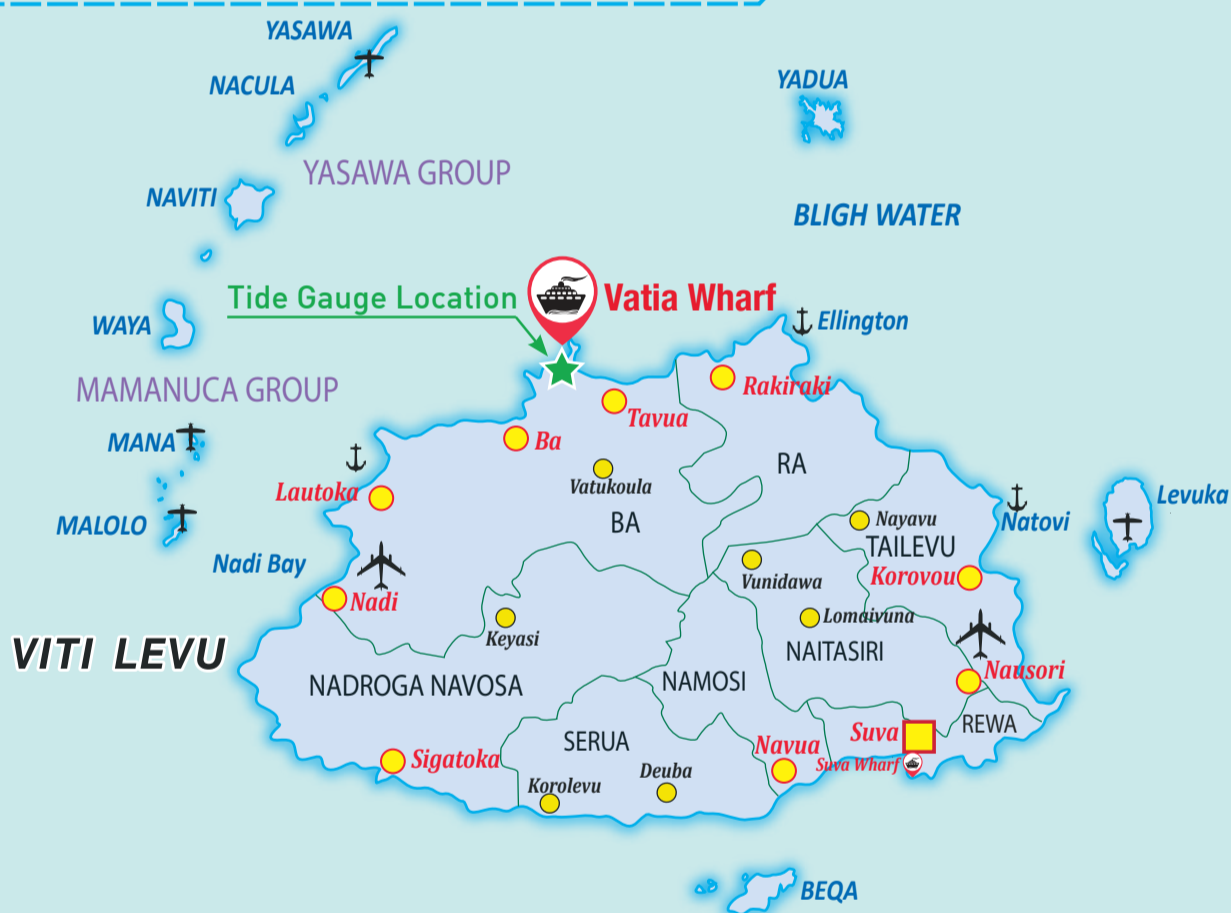 YASAWA
NACULA
YADUA
YASAWA GROUP
NAVITI
BLIGH WATER
Tide Gauge Location
Vatia Wharf
WAYA
Ellington
MAMANUCA GROUP
Rakiraki
Tavua
MANA
Ba
RA
Lautoka
Vatukoula
Levuka
MALOLO
BA
Nayavu
Natovi
TAILEVU
Nadi Bay
Vunidawa
Korovou
Nadi
Keyasi
Lomaivuna
VITI LEVU
NAITASIRI
Nausori
NADROGA NAVOSA
NAMOSI
REWA
Suva
SERUA
Navua
Sigatoka
Suva Wharf
Deuba
Korolevu
BEQA